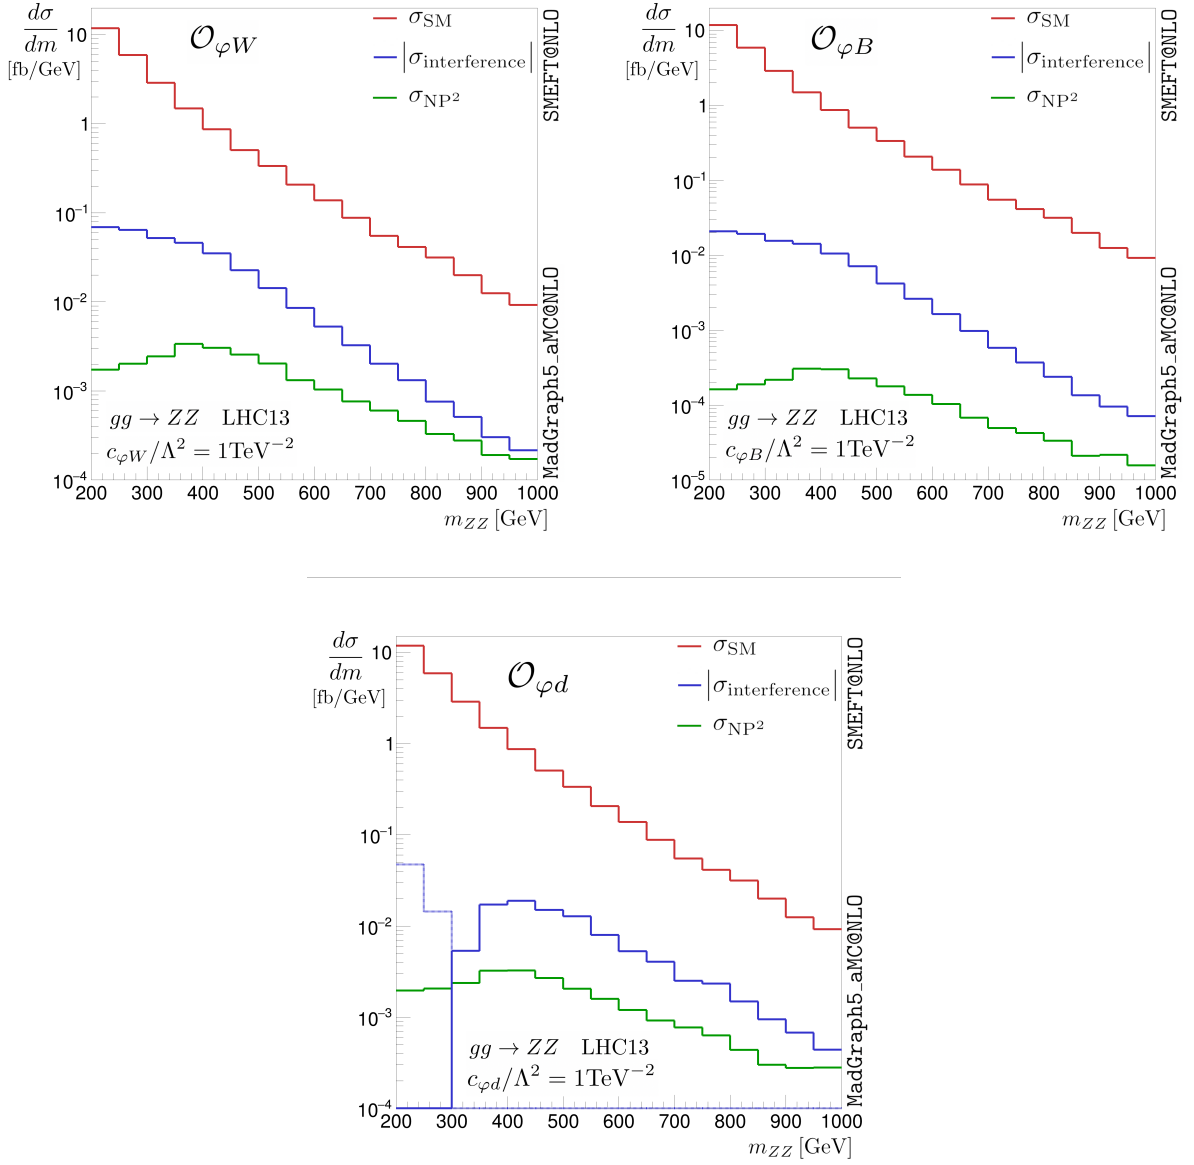 dσ/dm [fb/GeV]
𝒪φW
σSM
|σinterference|
σNP²
10
1
10⁻¹
10⁻²
10⁻³
10⁻⁴
gg → ZZ LHC13
cφW/Λ² = 1TeV⁻²
200 300 400 500 600 700 800 900 1000
mZZ [GeV]
SMEFT@NLO
MadGraph5_aMC@NLO
dσ/dm [fb/GeV]
𝒪φB
σSM
|σinterference|
σNP²
10
1
10⁻¹
10⁻²
10⁻³
10⁻⁴
10⁻⁵
gg → ZZ LHC13
cφB/Λ² = 1TeV⁻²
200 300 400 500 600 700 800 900 1000
mZZ [GeV]
SMEFT@NLO
MadGraph5_aMC@NLO
dσ/dm [fb/GeV]
𝒪φd
σSM
|σinterference|
σNP²
10
1
10⁻¹
10⁻²
10⁻³
10⁻⁴
gg → ZZ LHC13
cφd/Λ² = 1TeV⁻²
200 300 400 500 600 700 800 900 1000
mZZ [GeV]
SMEFT@NLO
MadGraph5_aMC@NLO